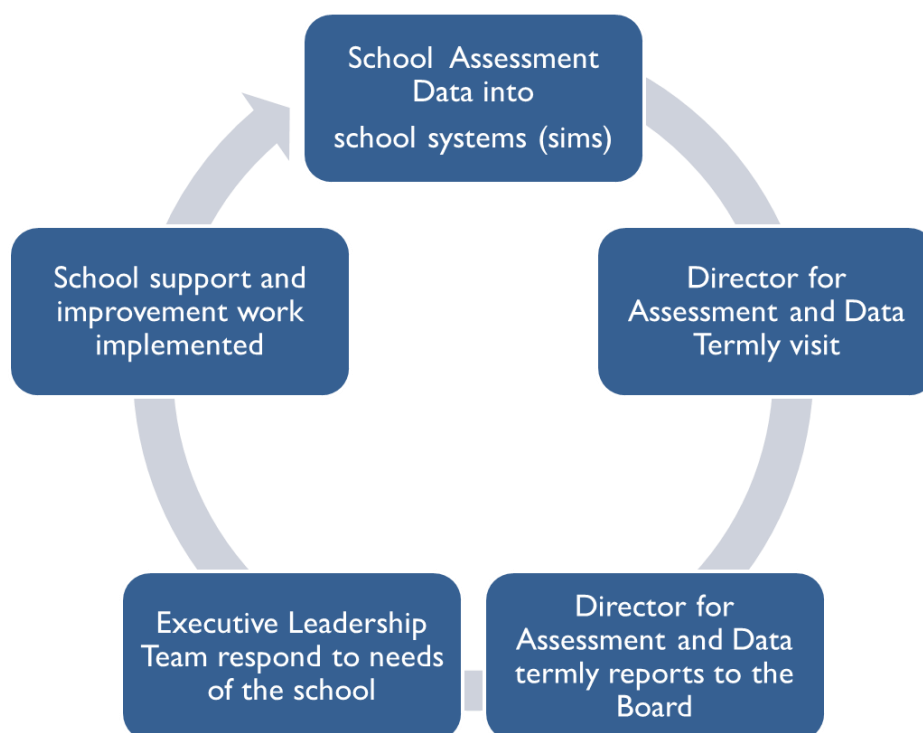 School Assessment
Data into
school systems (sims)
Director for
Assessment and Data
Termly visit
Director for
Assessment and Data
termly reports to the
Board
Executive Leadership
Team respond to needs
of the school
School support and
improvement work
implemented